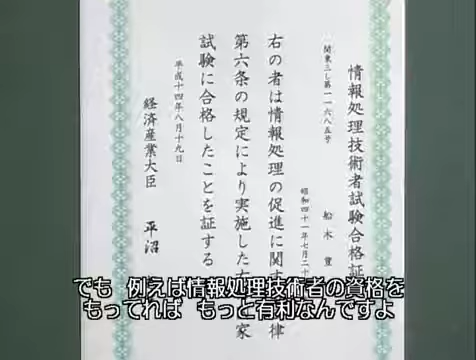 情報処理技術者試験合格証
関東三し第一一六八五号
船木
昭和四十一年七月二十
右の者は情報処理の促進に関す 律
第六条の規定により実施した 家
試験に合格したことを証する
平成十四年八月十九日
経済産業大臣 平沼
でも 例えば情報処理技術者の資格を
もってれば もっと有利なんですよ